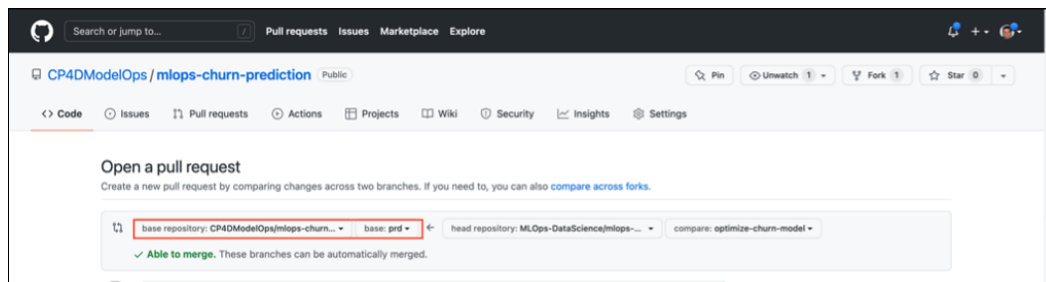 Search or jump to... / Pull requests Issues Marketplace Explore
CP4DModelOps / mlops-churn-prediction Public Pin Unwatch 1 Fork 1 Star 0
<> Code Issues Pull requests Actions Projects Wiki Security Insights Settings
Open a pull request
Create a new pull request by comparing changes across two branches. If you need to, you can also compare across forks.
base repository: CP4DModelOps/mlops-churn... base: prd ← head repository: MLOps-DataScience/mlops-... compare: optimize-churn-model
✓ Able to merge. These branches can be automatically merged.